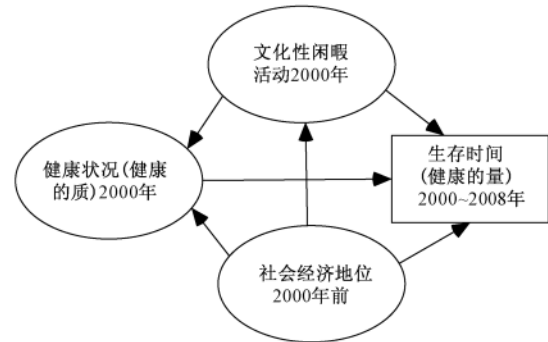 文化性闲暇
活动2000年
健康状况(健康
的质)2000年
生存时间
(健康的量)
2000~2008年
社会经济地位
2000年前